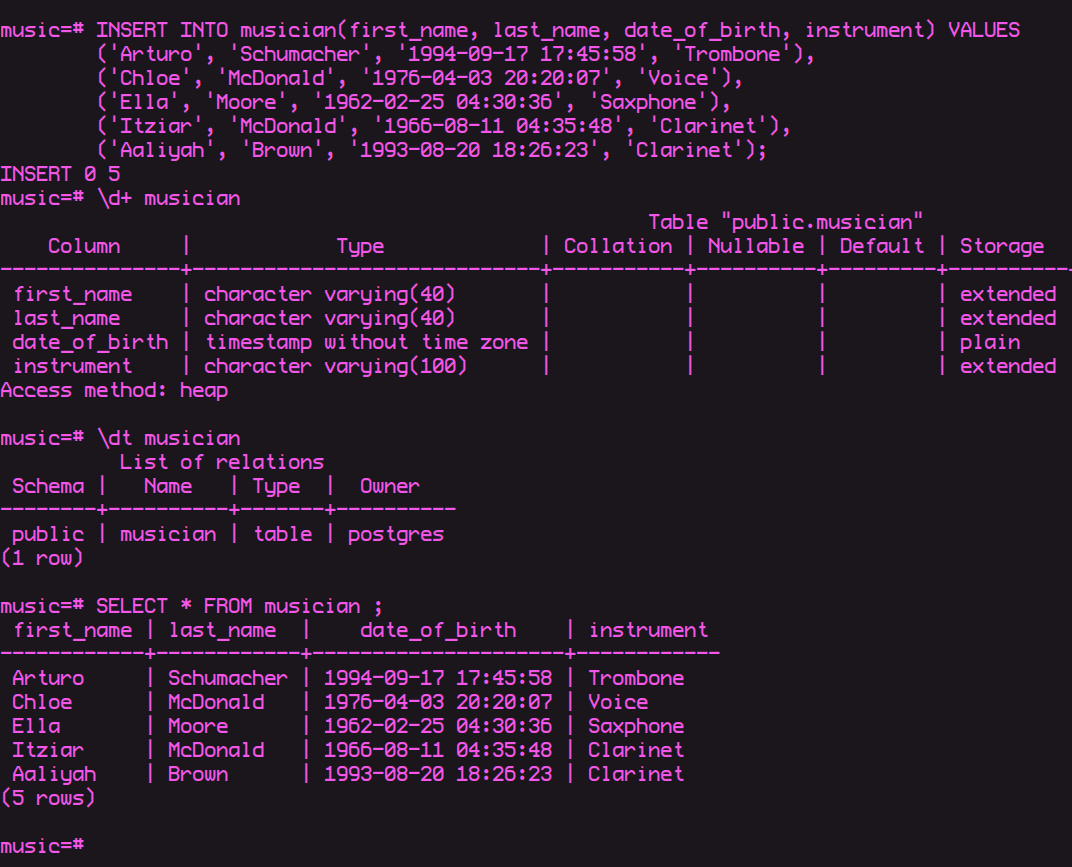 music=# INSERT INTO musician(first_name, last_name, date_of_birth, instrument) VALUES
        ('Arturo', 'Schumacher', '1994-09-17 17:45:58', 'Trombone'),
        ('Chloe', 'McDonald', '1976-04-03 20:20:07', 'Voice'),
        ('Ella', 'Moore', '1962-02-25 04:30:36', 'Saxphone'),
        ('Itziar', 'McDonald', '1966-08-11 04:35:48', 'Clarinet'),
        ('Aaliyah', 'Brown', '1993-08-20 18:26:23', 'Clarinet');
INSERT 0 5
music=# \d+ musician
                                                      Table "public.musician"
    Column     |            Type             | Collation | Nullable | Default | Storage
---------------+-----------------------------+-----------+----------+---------+----------
 first_name    | character varying(40)       |           |          |         | extended
 last_name     | character varying(40)       |           |          |         | extended
 date_of_birth | timestamp without time zone |           |          |         | plain
 instrument    | character varying(100)      |           |          |         | extended
Access method: heap

music=# \dt musician
          List of relations
 Schema |   Name   | Type  |  Owner
--------+----------+-------+----------
 public | musician | table | postgres
(1 row)

music=# SELECT * FROM musician ;
 first_name | last_name  |    date_of_birth    | instrument
------------+------------+---------------------+------------
 Arturo     | Schumacher | 1994-09-17 17:45:58 | Trombone
 Chloe      | McDonald   | 1976-04-03 20:20:07 | Voice
 Ella       | Moore      | 1962-02-25 04:30:36 | Saxphone
 Itziar     | McDonald   | 1966-08-11 04:35:48 | Clarinet
 Aaliyah    | Brown      | 1993-08-20 18:26:23 | Clarinet
(5 rows)

music=#